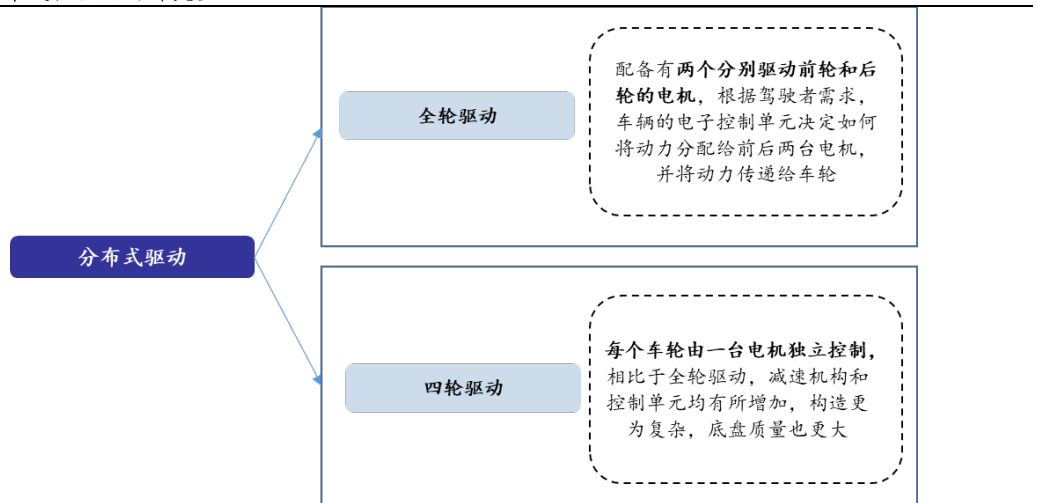 配备有两个分别驱动前轮和后
轮的电机，根据驾驶者需求，
车辆的电子控制单元决定如何
将动力分配给前后两台电机，
并将动力传递给车轮
全轮驱动
分布式驱动
每个车轮由一台电机独立控制，
相比于全轮驱动，减速机构和
控制单元均有所增加，构造更
为复杂，底盘质量也更大
四轮驱动